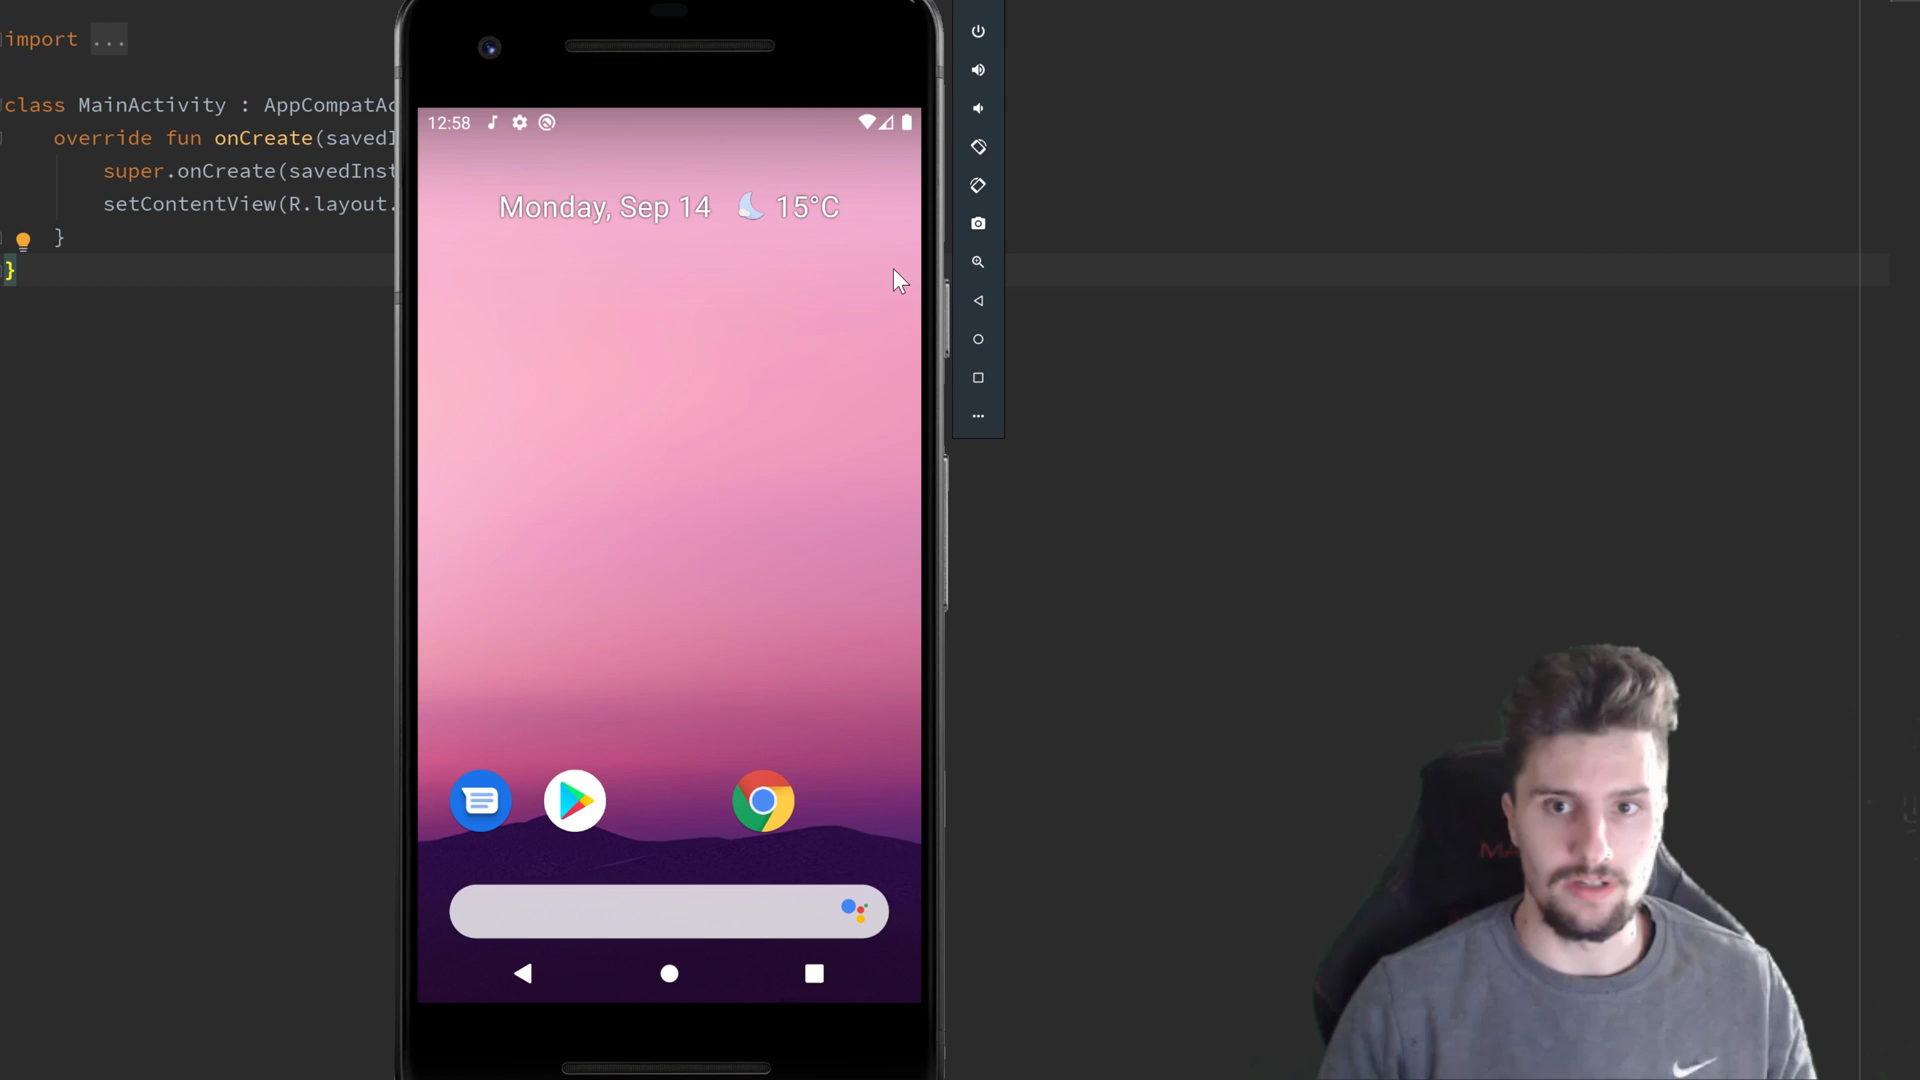 import ...
class MainActivity : AppCompatAc
override fun onCreate(savedI
super.onCreate(savedInst
setContentView(R.layout.
}
}
12:58
Monday, Sep 14 15°C